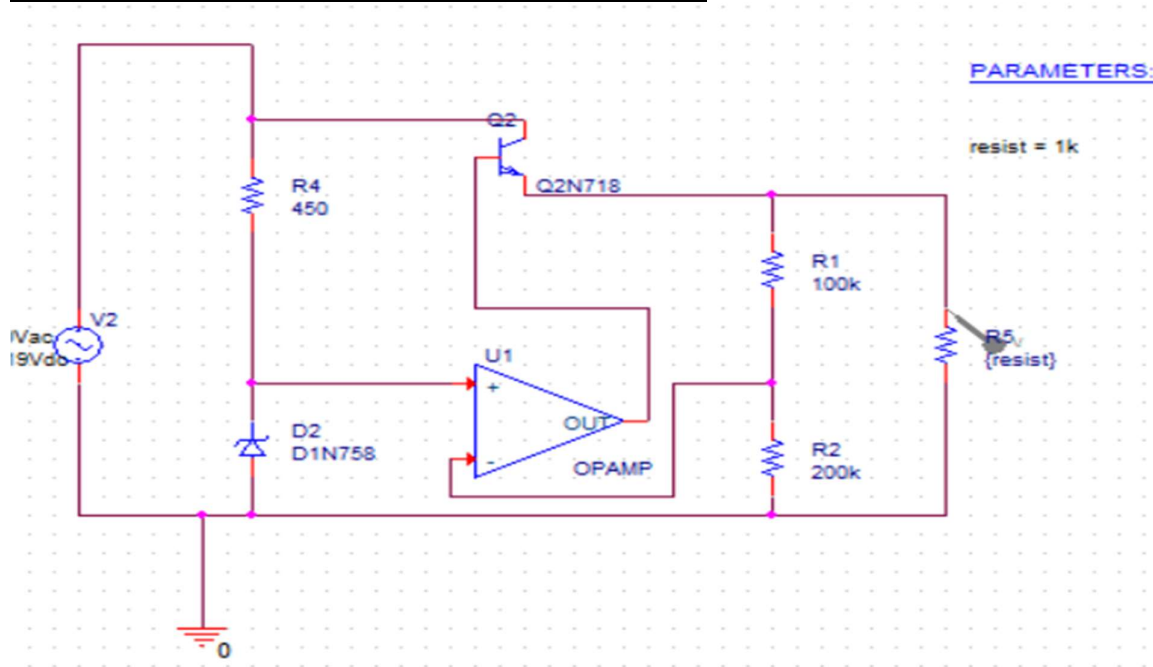 PARAMETERS:
Q2
resist = 1k
R4
450
Q2N718
R1
100k
V2
Vac
19Vdc
U1
+
R5
{resist}
OUT
D2
D1N758
-
OPAMP
R2
200k
0